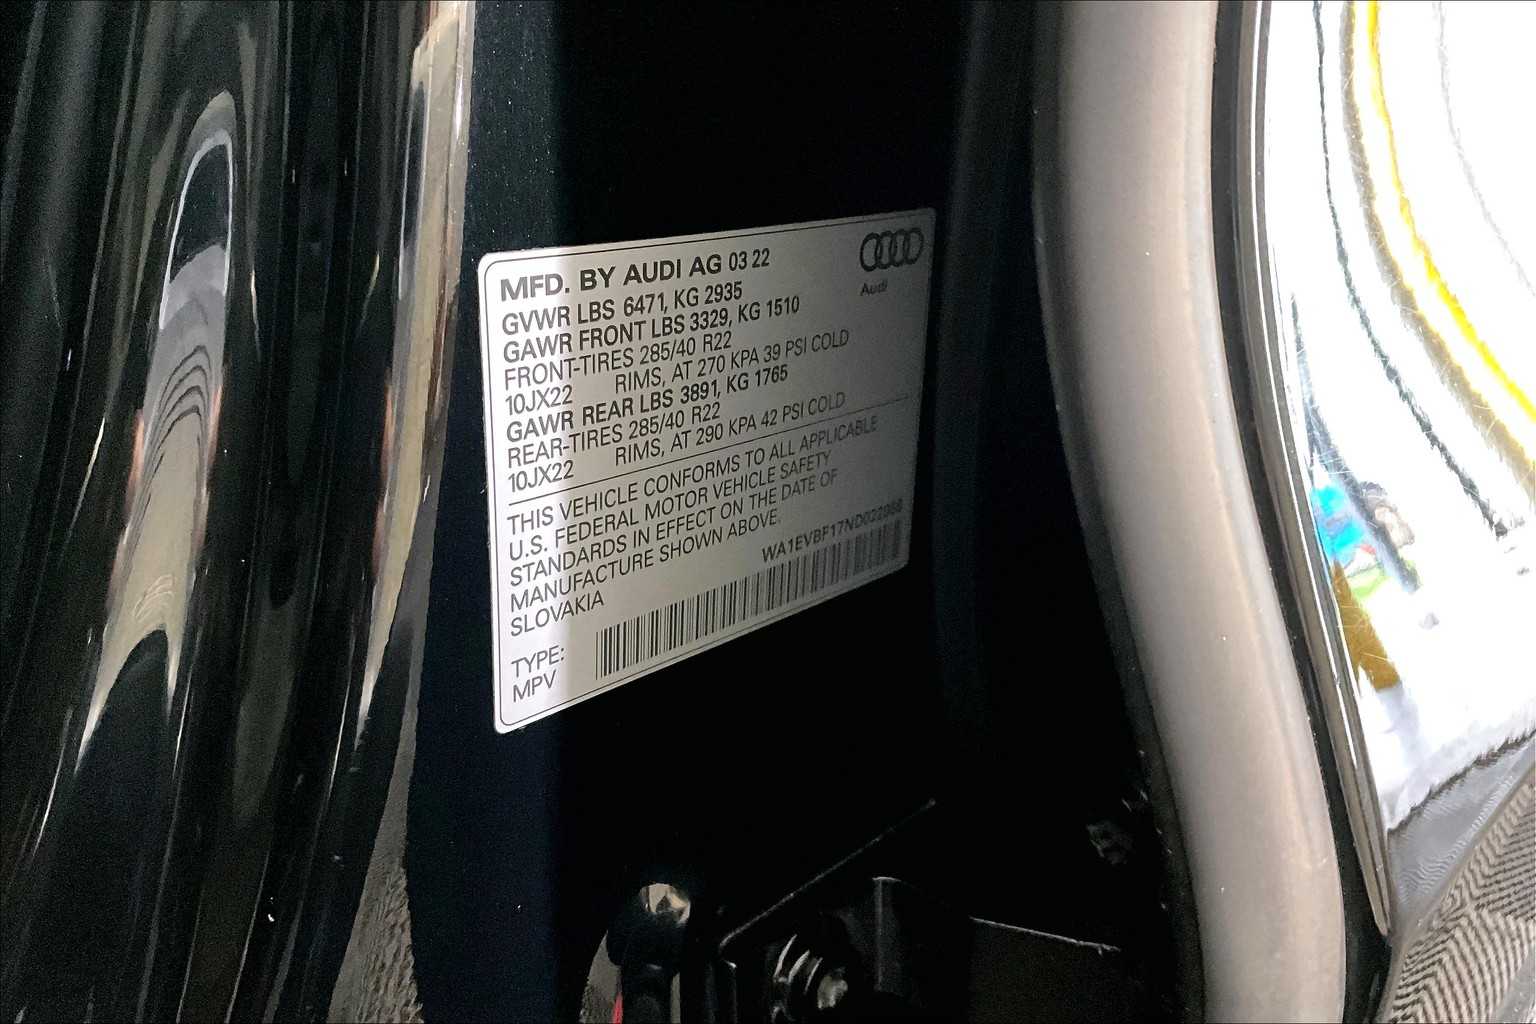 MFD. BY AUDI AG 03 22
Audi
GVWR LBS 6471, KG 2935
GAWR FRONT LBS 3329, KG 1510
FRONT-TIRES 285/40 R22
10JX22 RIMS, AT 270 KPA 39 PSI COLD
GAWR REAR LBS 3891, KG 1765
REAR-TIRES 285/40 R22
10JX22 RIMS, AT 290 KPA 42 PSI COLD
THIS VEHICLE CONFORMS TO ALL APPLICABLE
U.S. FEDERAL MOTOR VEHICLE SAFETY
STANDARDS IN EFFECT ON THE DATE OF
MANUFACTURE SHOWN ABOVE.
SLOVAKIA
TYPE:
MPV